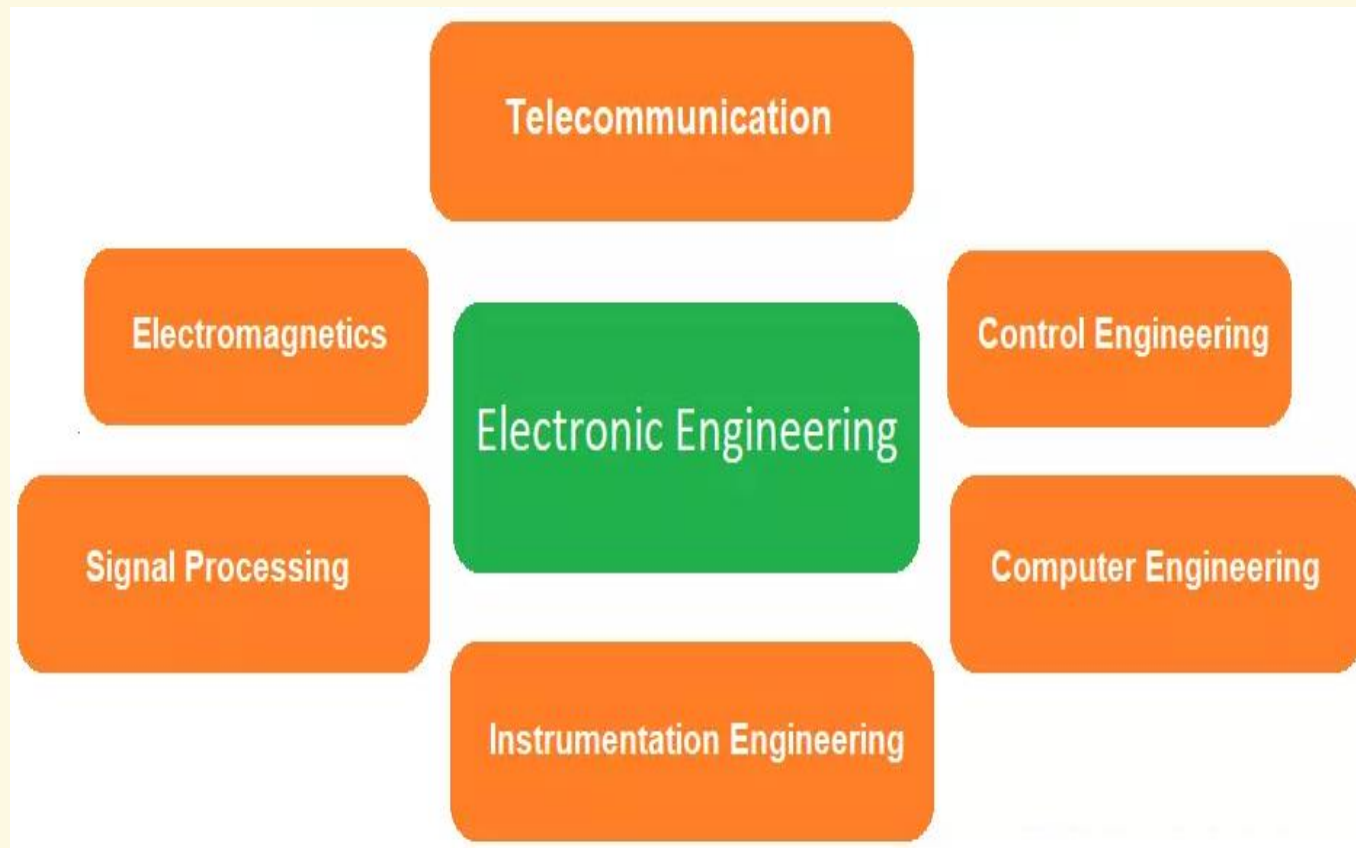 Telecommunication
Electromagnetics
Control Engineering
Electronic Engineering
Signal Processing
Computer Engineering
Instrumentation Engineering